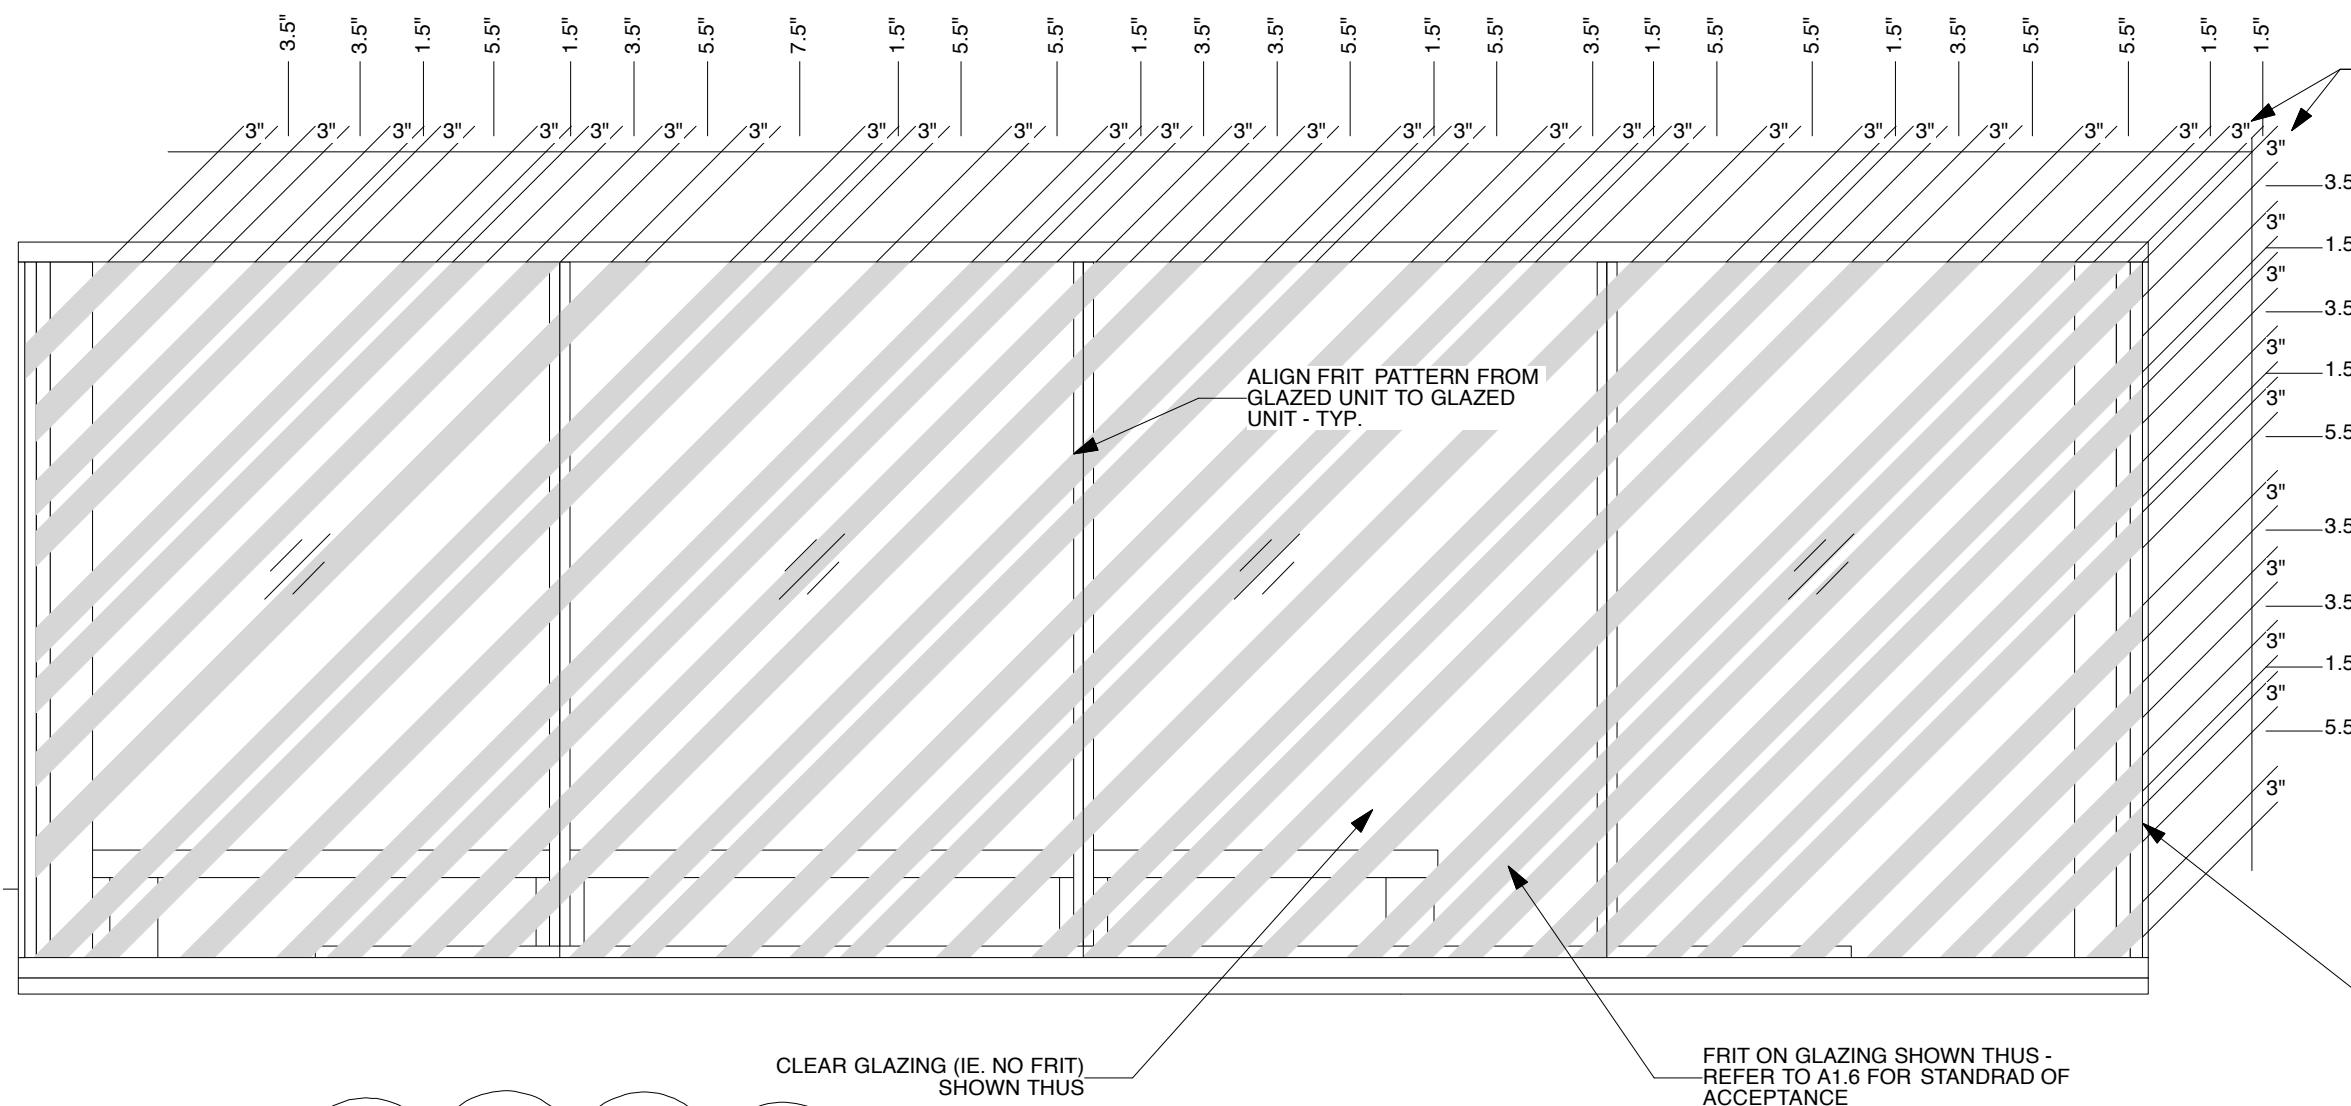 3.5" 3.5" 1.5" 5.5" 1.5" 3.5" 5.5" 7.5" 1.5" 5.5" 5.5" 1.5" 3.5" 3.5" 5.5" 1.5" 5.5" 3.5" 1.5" 5.5" 5.5" 1.5" 3.5" 5.5" 5.5" 1.5" 1.5"
3" 3" 3" 3" 3" 3" 3" 3" 3" 3" 3" 3" 3" 3" 3" 3" 3" 3" 3" 3" 3" 3" 3" 3" 3" 3" 3"
3"
3.5
3"
1.5
3"
3.5
3"
1.5
3"
5.5
3"
3.5
3"
3.5
3"
1.5
3"
5.5
3"
ALIGN FRIT PATTERN FROM
GLAZED UNIT TO GLAZED
UNIT - TYP.
CLEAR GLAZING (IE. NO FRIT)
SHOWN THUS
FRIT ON GLAZING SHOWN THUS -
REFER TO A1.6 FOR STANDRAD OF
ACCEPTANCE